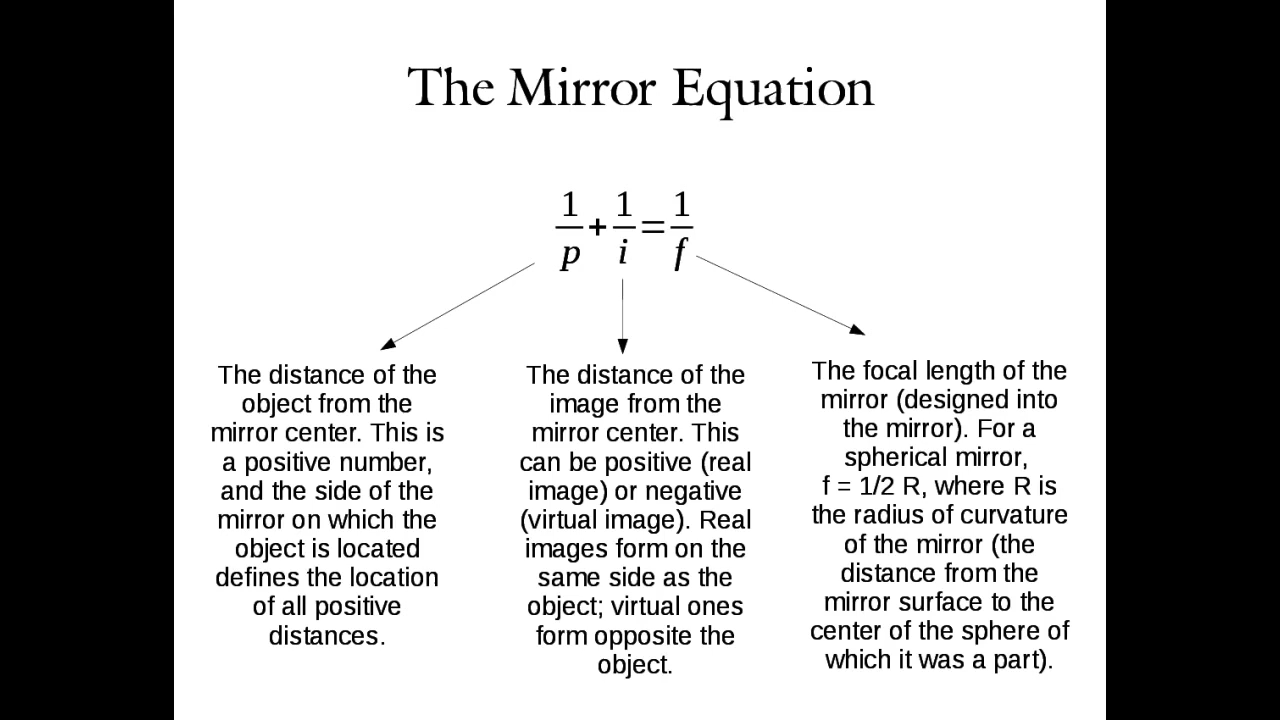 The Mirror Equation
1/p + 1/i = 1/f
The distance of the
object from the
mirror center. This is
a positive number,
and the side of the
mirror on which the
object is located
defines the location
of all positive
distances.
The distance of the
image from the
mirror center. This
can be positive (real
image) or negative
(virtual image). Real
images form on the
same side as the
object; virtual ones
form opposite the
object.
The focal length of the
mirror (designed into
the mirror). For a
spherical mirror,
f = 1/2 R, where R is
the radius of curvature
of the mirror (the
distance from the
mirror surface to the
center of the sphere of
which it was a part).